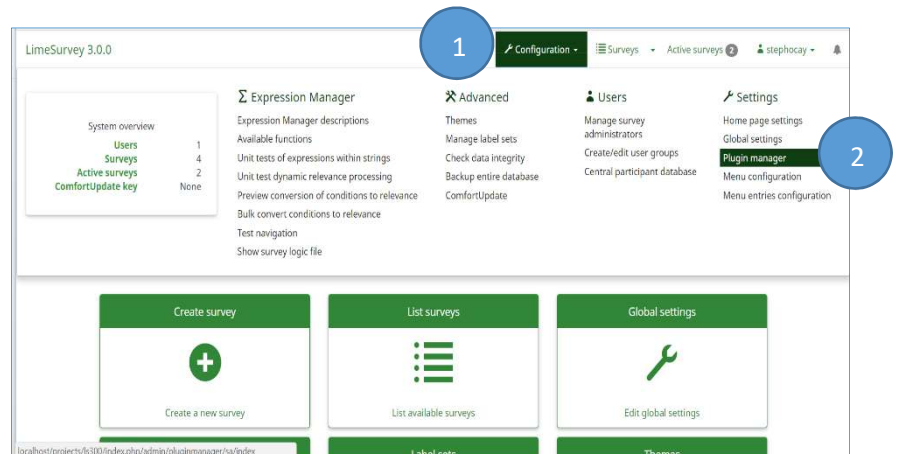 LimeSurvey 3.0.0
1
Configuration
Surveys
Active surveys 2
stephocay
System overview
Users 1
Surveys 4
Active surveys 2
ComfortUpdate key None
Σ Expression Manager
Expression Manager descriptions
Available functions
Unit tests of expressions within strings
Unit test dynamic relevance processing
Preview conversion of conditions to relevance
Bulk convert conditions to relevance
Test navigation
Show survey logic file
Advanced
Themes
Manage label sets
Check data integrity
Backup entire database
ComfortUpdate
Users
Manage survey
administrators
Create/edit user groups
Central participant database
Settings
Home page settings
Global settings
Plugin manager
Menu configuration
Menu entries configuration
2
Create survey
Create a new survey
List surveys
List available surveys
Global settings
Edit global settings
localhost/projects/ls300/index.php/admin/pluginmanager/sa/index
Label sets
Themes